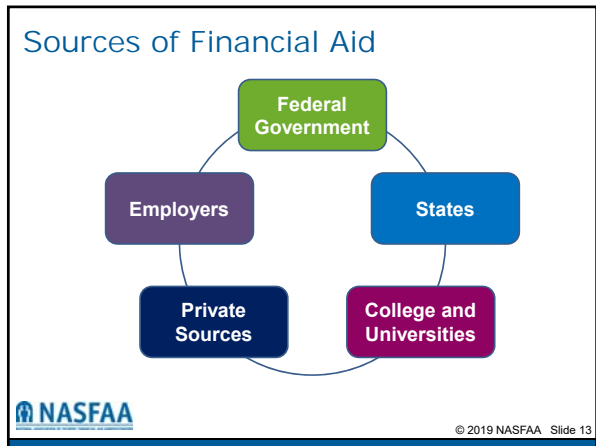 Sources of Financial Aid
Federal
Government
Employers
States
Private
Sources
College and
Universities
NASFAA
© 2019 NASFAA Slide 13